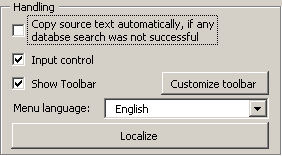 Handling
Copy source text automatically, if any
databse search was not successful
Input control
Show Toolbar
Customize toolbar
Menu language:
English
Localize